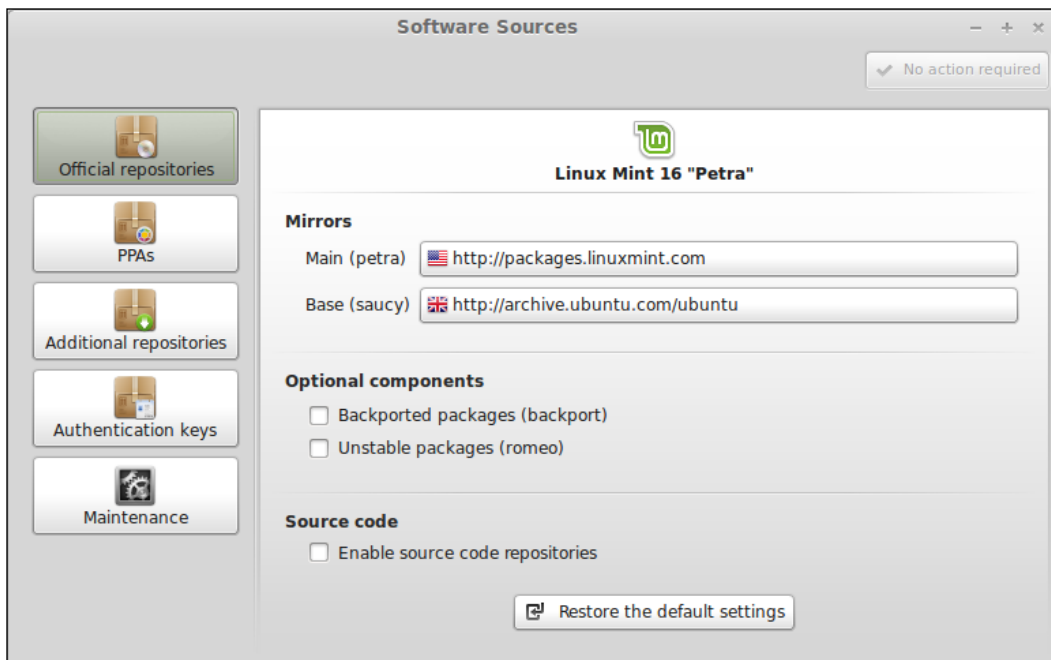 Software Sources
No action required
Official repositories
PPAs
Additional repositories
Authentication keys
Maintenance
Linux Mint 16 "Petra"
Mirrors
Main (petra) http://packages.linuxmint.com
Base (saucy) http://archive.ubuntu.com/ubuntu
Optional components
Backported packages (backport)
Unstable packages (romeo)
Source code
Enable source code repositories
Restore the default settings